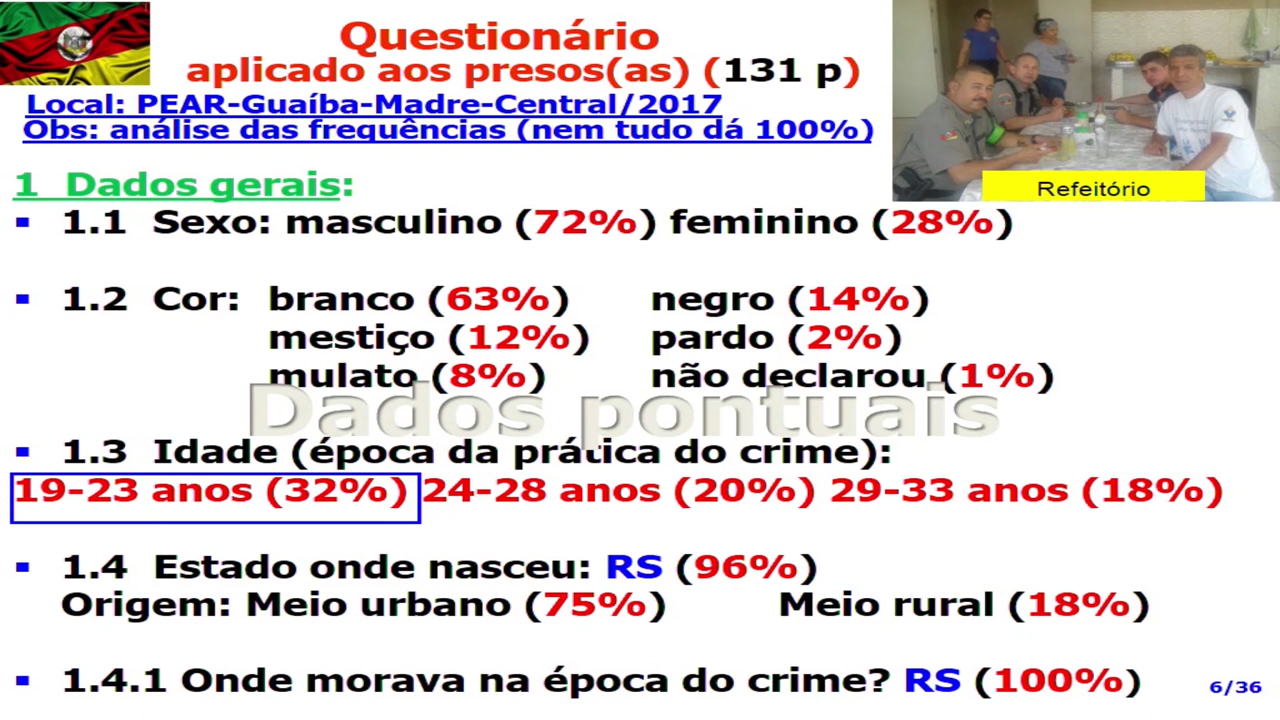 Questionário
aplicado aos presos(as) (131 p)
Local: PEAR-Guaíba-Madre-Central/2017
Obs: análise das frequências (nem tudo dá 100%)
Refeitório
1 Dados gerais:
▪ 1.1 Sexo: masculino (72%) feminino (28%)
▪ 1.2 Cor: branco (63%) negro (14%)
mestiço (12%) pardo (2%)
mulato (8%) não declarou (1%)
Dados pontuais
▪ 1.3 Idade (época da prática do crime):
19-23 anos (32%) 24-28 anos (20%) 29-33 anos (18%)
▪ 1.4 Estado onde nasceu: RS (96%)
Origem: Meio urbano (75%) Meio rural (18%)
▪ 1.4.1 Onde morava na época do crime? RS (100%)
6/36